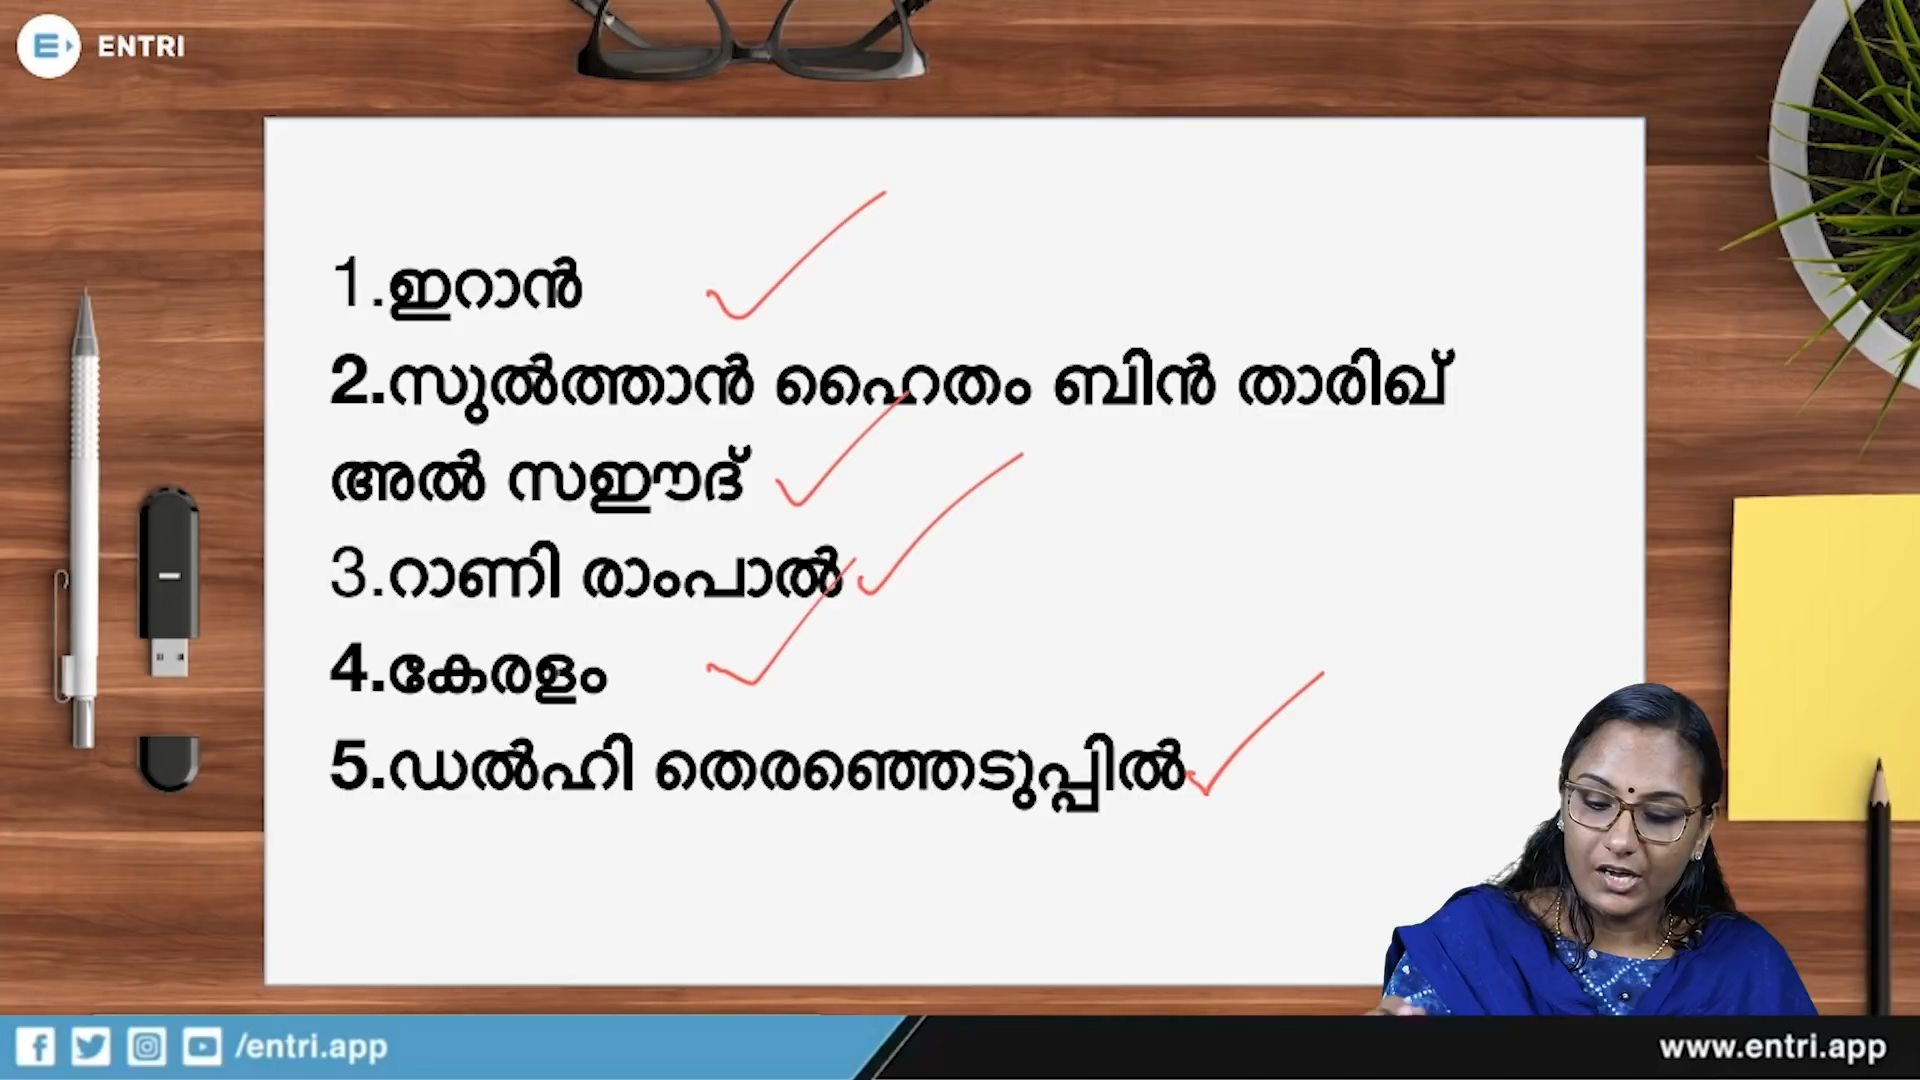 ENTRI
1.ഇറാൻ
2.സുൽത്താൻ ഹൈതം ബിൻ താരിഖ്
അൽ സഈദ്
3.റാണി രാംപാൽ
4.കേരളം
5.ഡൽഹി തെരഞ്ഞെടുപ്പിൽ
/entri.app
www.entri.app